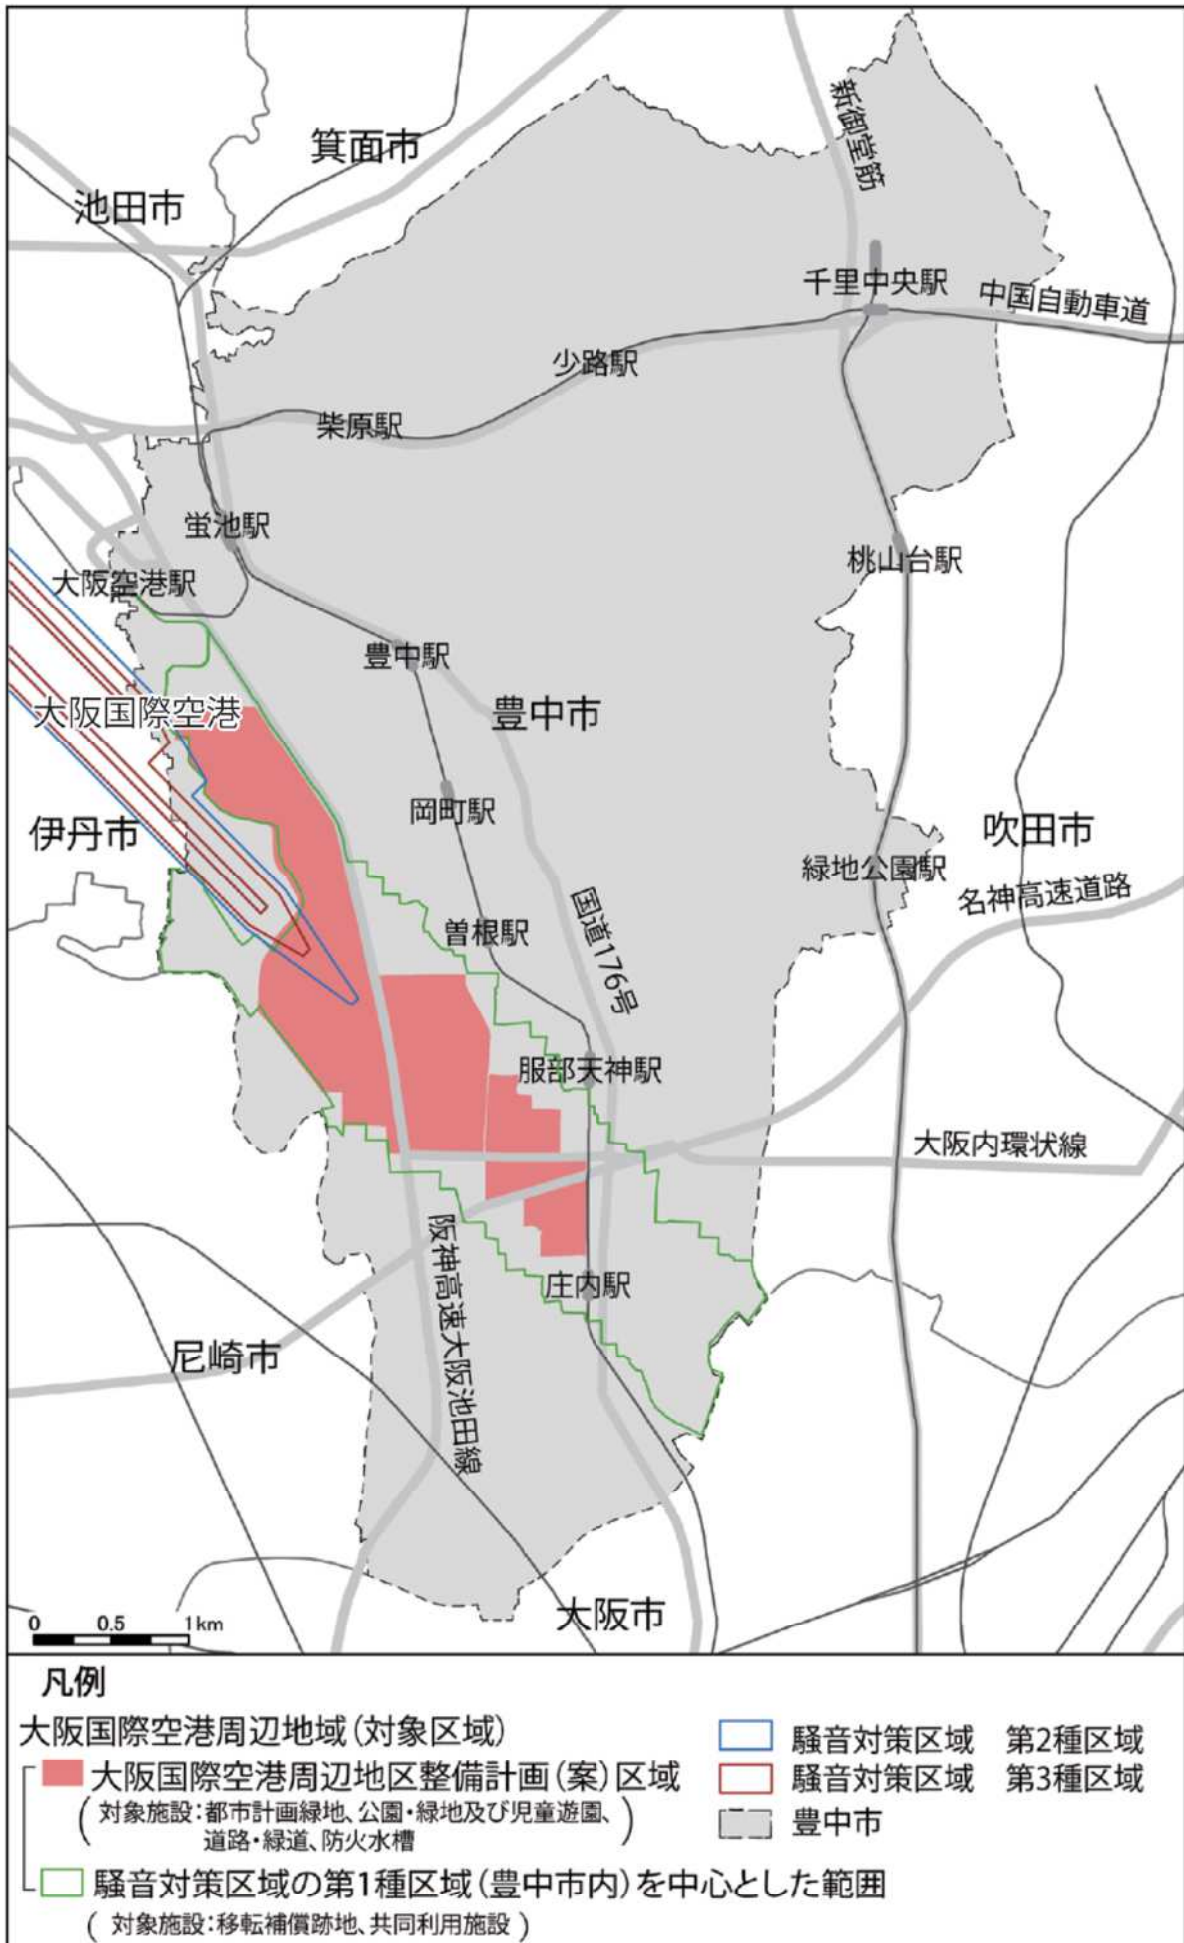 箕面市
池田市
新御堂筋
千里中央駅
中国自動車道
少路駅
柴原駅
蛍池駅
大阪空港駅
桃山台駅
豊中駅
大阪国際空港
豊中市
岡町駅
伊丹市
吹田市
緑地公園駅
名神高速道路
曽根駅
国道176号
服部天神駅
大阪内環状線
阪神高速大阪池田線
庄内駅
尼崎市
大阪市
0 0.5 1km
凡例
大阪国際空港周辺地域(対象区域)
大阪国際空港周辺地区整備計画(案)区域
(対象施設:都市計画緑地、公園・緑地及び児童遊園、
道路・緑道、防火水槽)
騒音対策区域の第1種区域(豊中市内)を中心とした範囲
(対象施設:移転補償跡地、共同利用施設)
騒音対策区域 第2種区域
騒音対策区域 第3種区域
豊中市